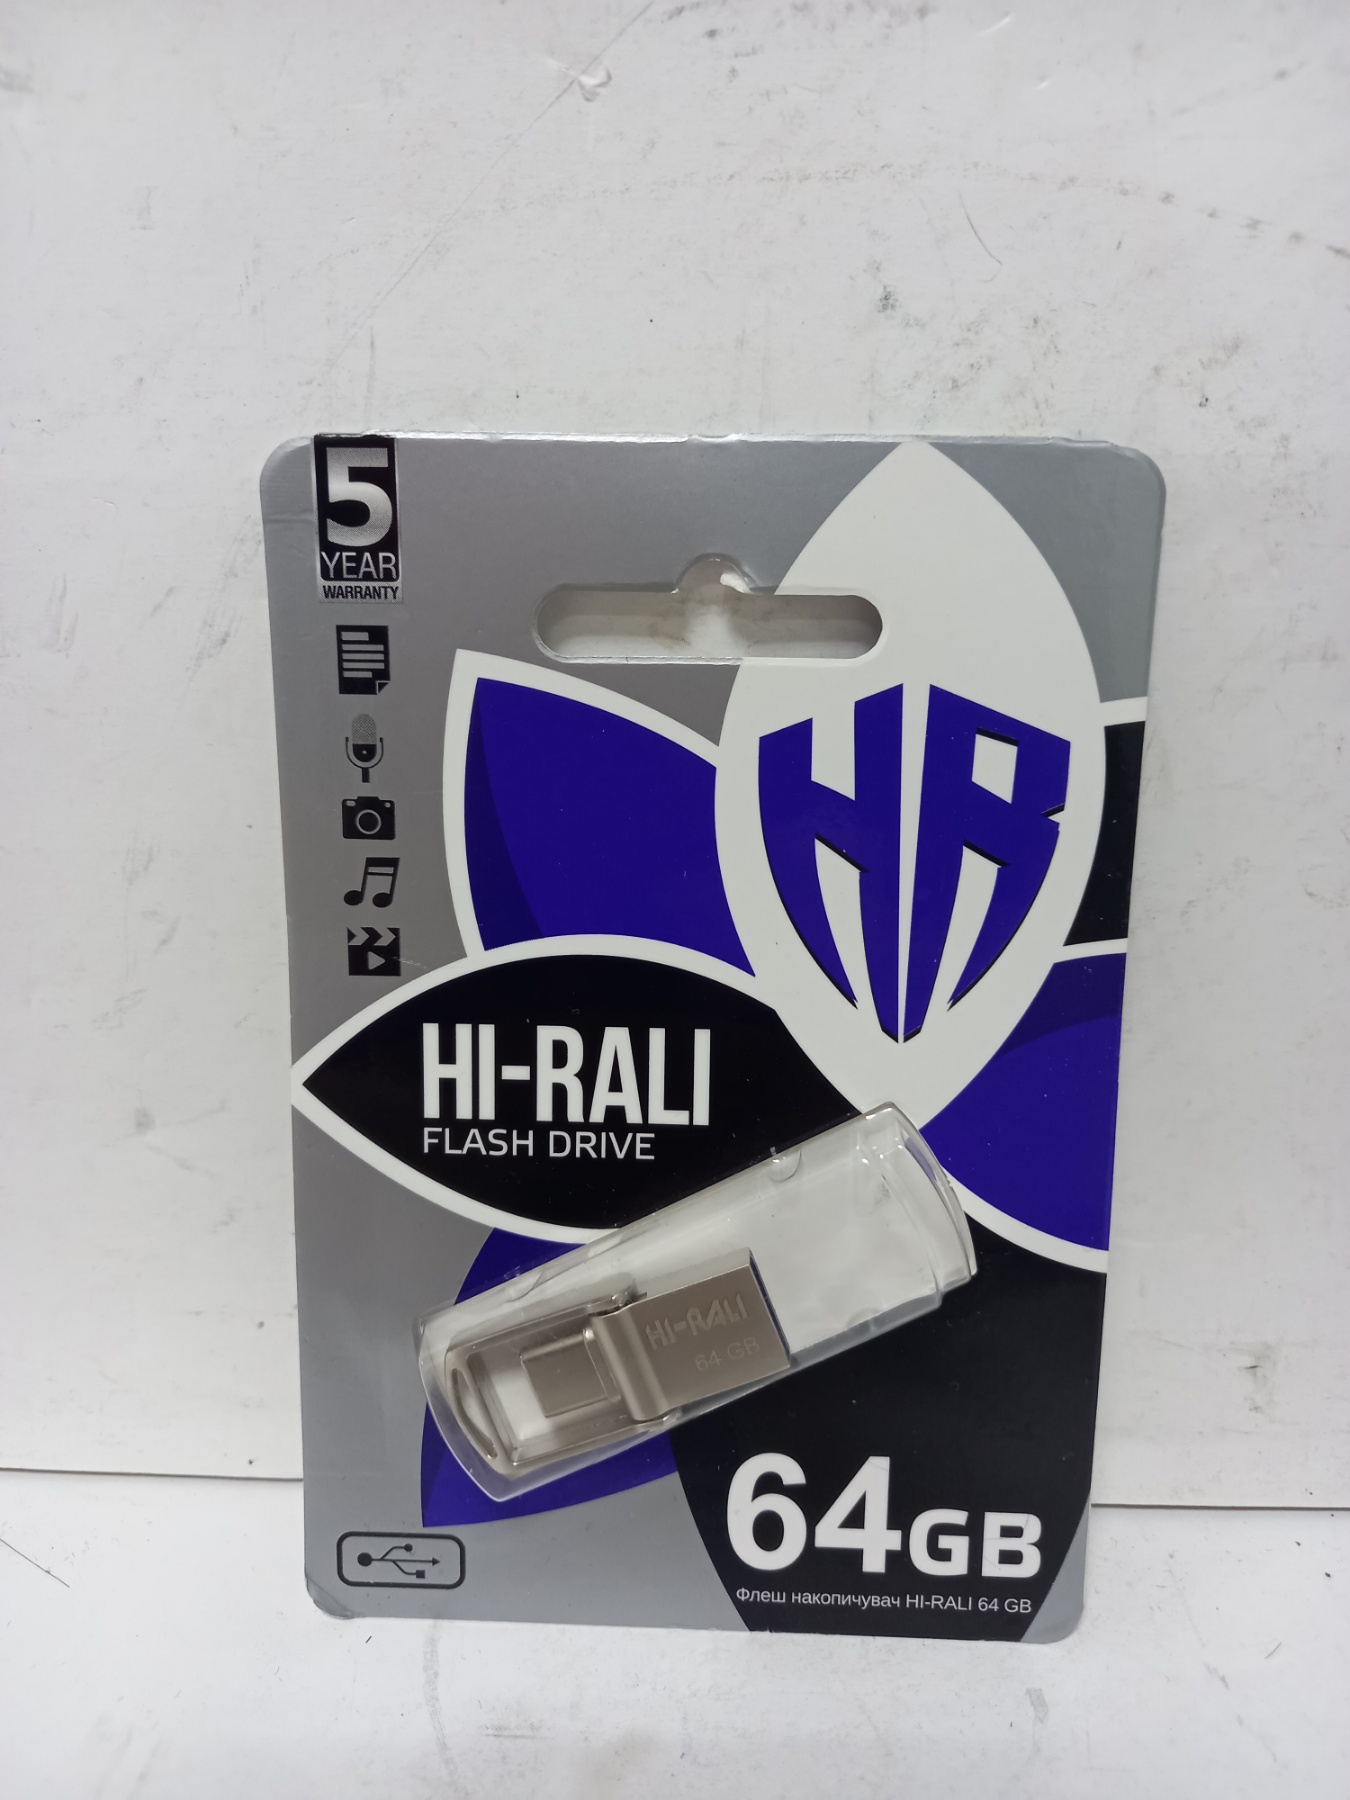 5
YEAR
WARRANTY
HR
HI-RALI
FLASH DRIVE
HI-RALI
64 GB
64GB
Флеш накопичувач HI-RALI 64 GB